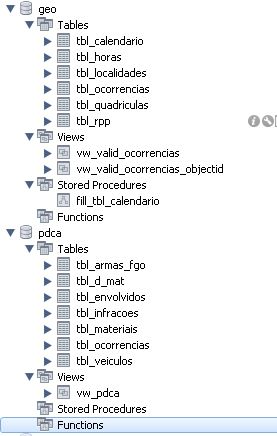 geo
Tables
tbl_calendario
tbl_horas
tbl_localidades
tbl_ocorrencias
tbl_quadriculas
tbl_rpp
Views
vw_valid_ocorrencias
vw_valid_ocorrencias_objectid
Stored Procedures
fill_tbl_calendario
Functions
pdca
Tables
tbl_armas_fgo
tbl_d_mat
tbl_envolvidos
tbl_infracoes
tbl_materiais
tbl_ocorrencias
tbl_veiculos
Views
vw_pdca
Stored Procedures
Functions